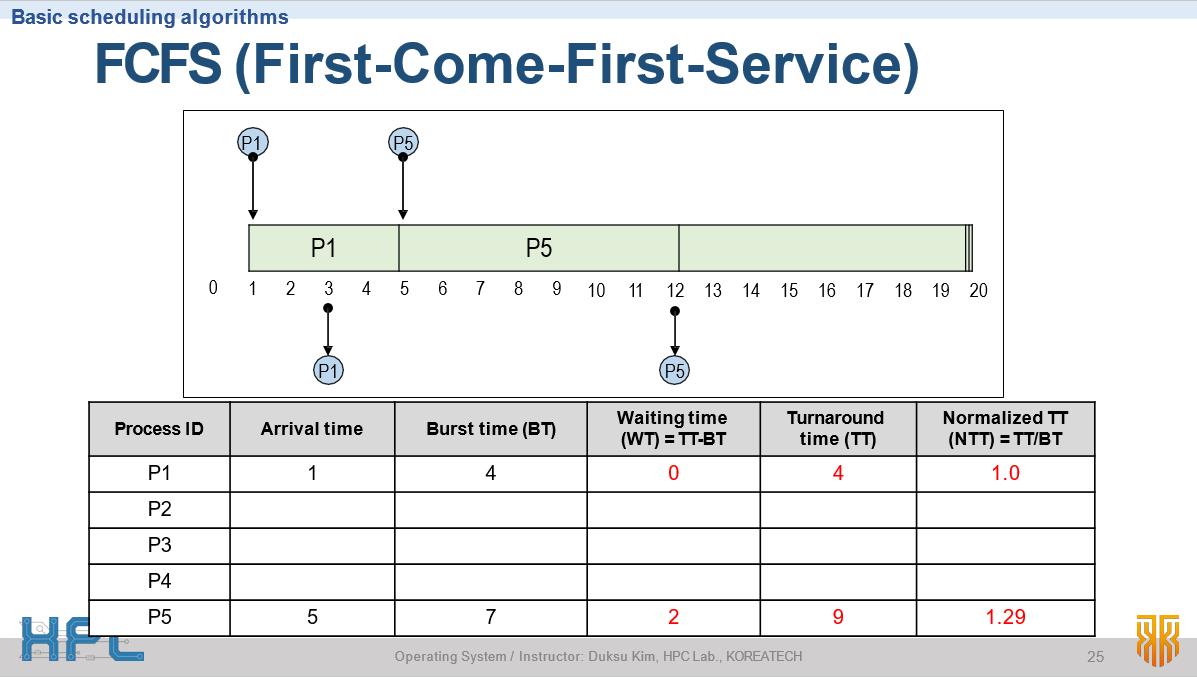 Basic scheduling algorithms
FCFS (First-Come-First-Service)
P1 P5
P1 P5
0 1 2 3 4 5 6 7 8 9 10 11 12 13 14 15 16 17 18 19 20
P1 P5
Process ID Arrival time Burst time (BT) Waiting time (WT) = TT-BT Turnaround time (TT) Normalized TT (NTT) = TT/BT
P1 1 4 0 4 1.0
P2
P3
P4
P5 5 7 2 9 1.29
HPC
Operating System / Instructor: Duksu Kim, HPC Lab., KOREATECH 25